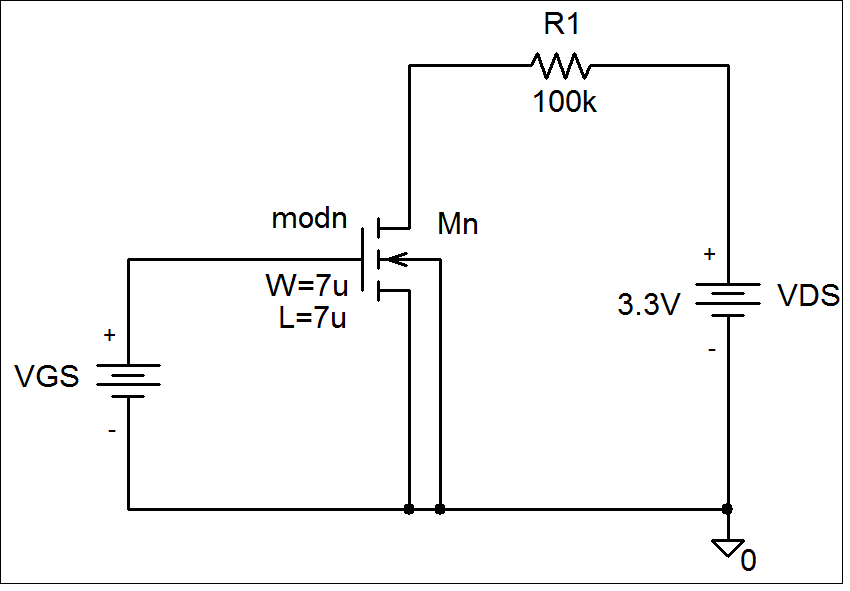 R1
100k
modn
Mn
W=7u
L=7u
+
3.3V
VDS
-
+
VGS
-
0